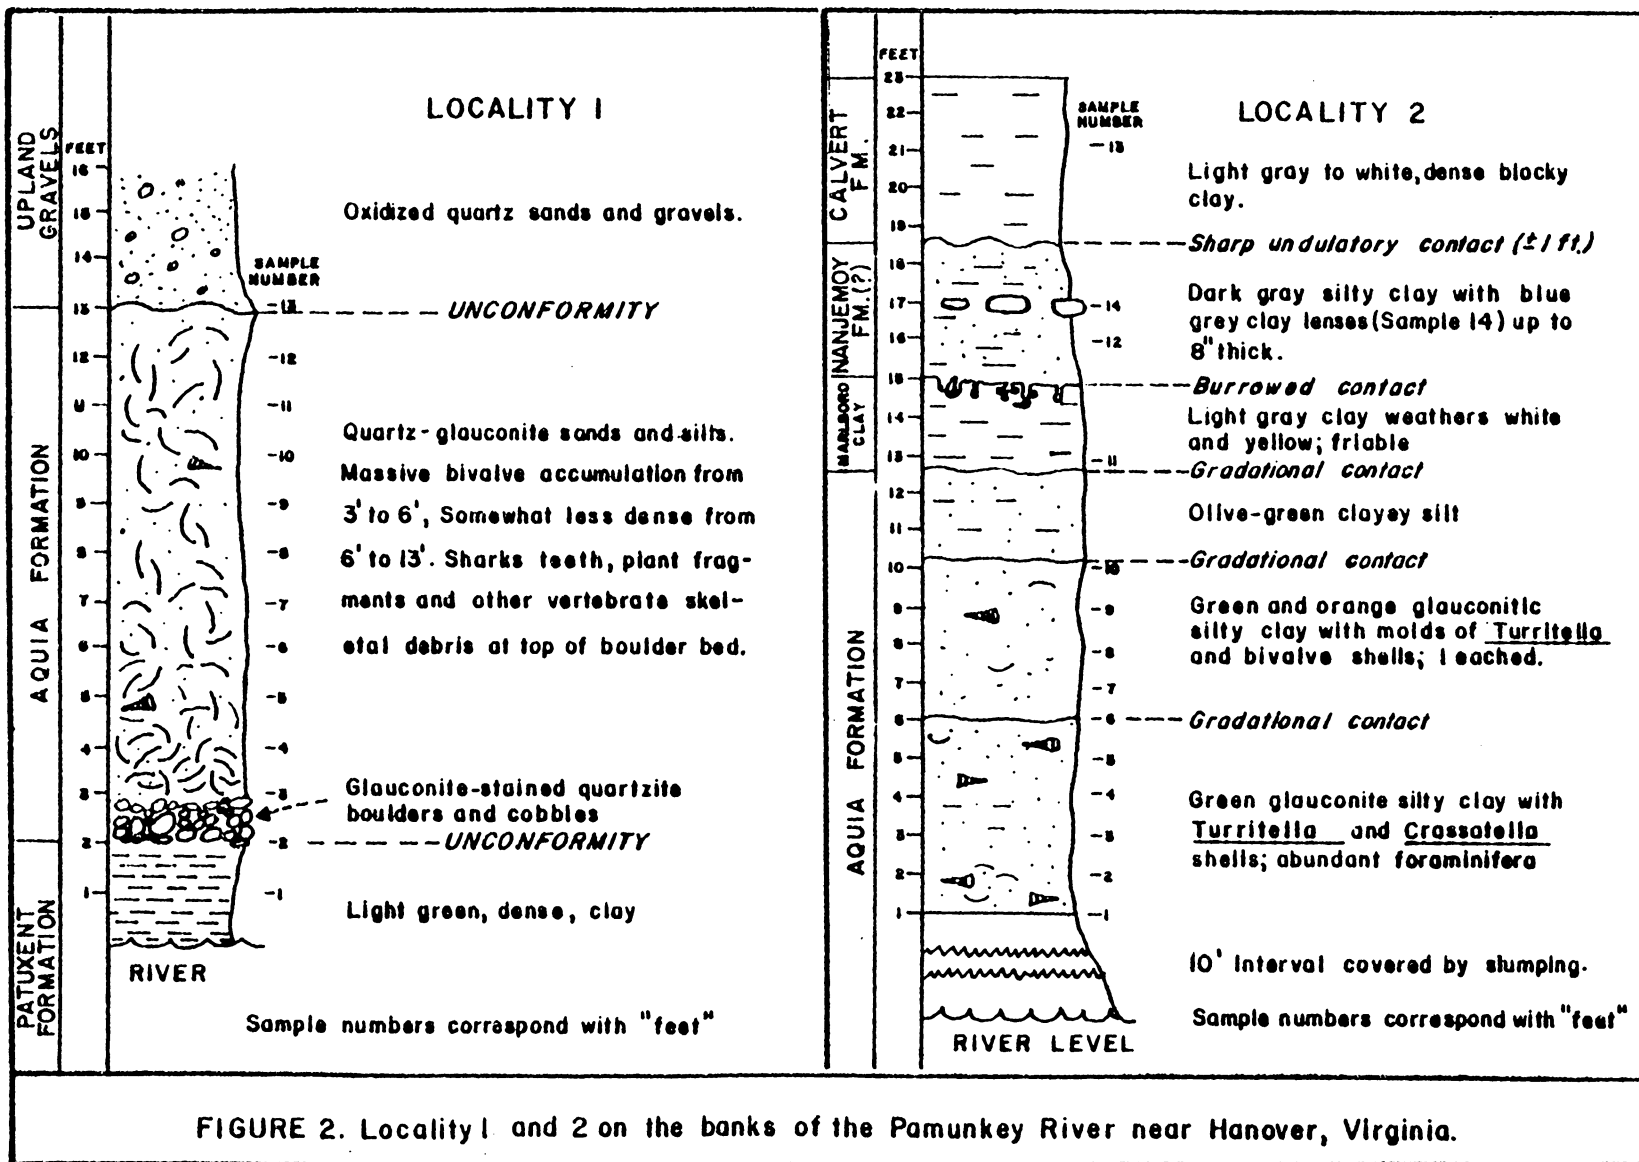 LOCALITY 1
UPLAND
GRAVELS
AQUIA FORMATION
PATUXENT
FORMATION
FEET
16
15
14
13
12
11
10
9
8
7
6
5
4
3
2
1
SAMPLE
NUMBER
-13
-12
-11
-10
-9
-8
-7
-6
-5
-4
-3
-2
-1
Oxidized quartz sands and gravels.
UNCONFORMITY
Quartz-glauconite sands and silts.
Massive bivalve accumulation from
3' to 6', Somewhat less dense from
6' to 13'. Sharks teeth, plant frag-
ments and other vertebrate skel-
etal debris at top of boulder bed.
Glauconite-stained quartzite
boulders and cobbles
UNCONFORMITY
Light green, dense, clay
RIVER
Sample numbers correspond with "feet"
LOCALITY 2
CALVERT
FM.
NANJEMOY
FM.(?)
MARLBORO
CLAY
AQUIA FORMATION
FEET
23
22
21
20
19
18
17
16
15
14
13
12
11
10
9
8
7
6
5
4
3
2
1
SAMPLE
NUMBER
-13
-14
-12
-11
-10
-9
-8
-7
-6
-5
-4
-3
-2
-1
Light gray to white, dense blocky
clay.
Sharp undulatory contact (± 1 ft.)
Dark gray silty clay with blue
grey clay lenses (Sample 14) up to
8" thick.
Burrowed contact
Light gray clay weathers white
and yellow; friable
Gradational contact
Olive-green clayey silt
Gradational contact
Green and orange glauconitic
silty clay with molds of Turritella
and bivalve shells; leached.
Gradational contact
Green glauconite silty clay with
Turritella and Crassatella
shells; abundant foraminifera
10' Interval covered by slumping.
RIVER LEVEL
Sample numbers correspond with "feet"
FIGURE 2. Locality 1 and 2 on the banks of the Pamunkey River near Hanover, Virginia.